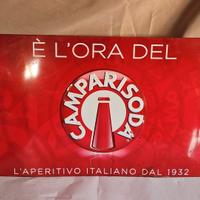 È L'ORA DEL
CAMPARISODA
L'APERITIVO ITALIANO DAL 1932